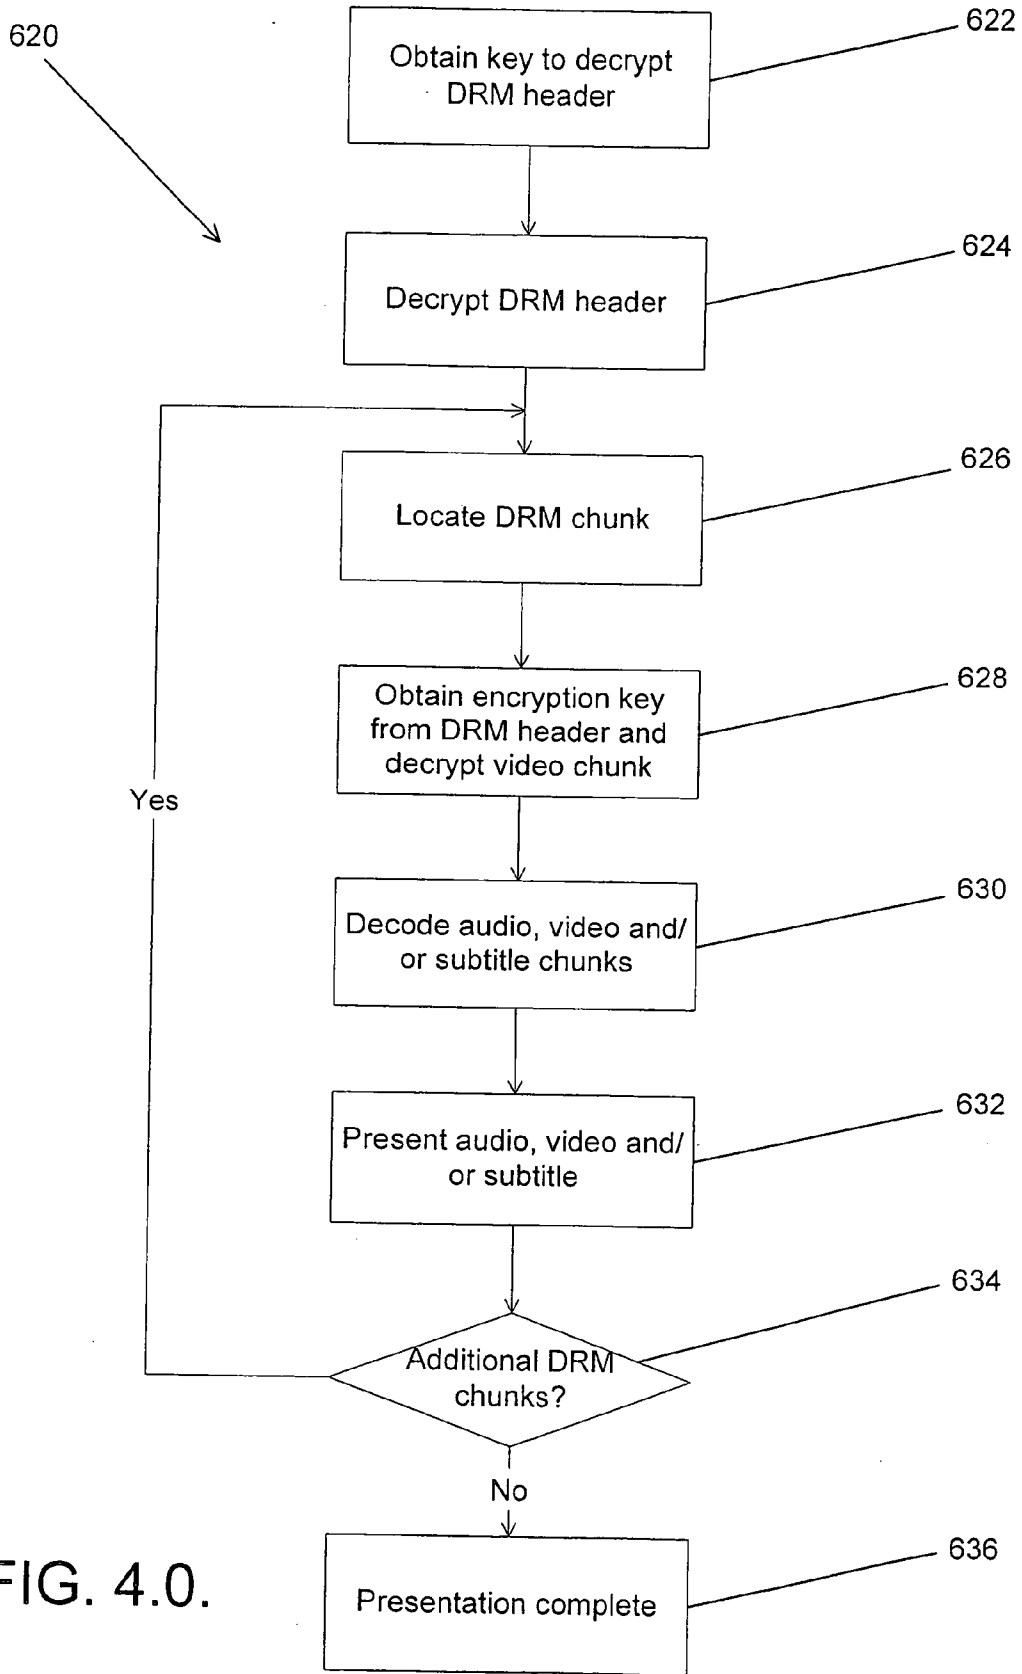 620
622
Obtain key to decrypt
DRM header
624
Decrypt DRM header
626
Locate DRM chunk
628
Obtain encryption key
from DRM header and
decrypt video chunk
Yes
630
Decode audio, video and/
or subtitle chunks
632
Present audio, video and/
or subtitle
634
Additional DRM
chunks?
No
636
Presentation complete
FIG. 4.0.